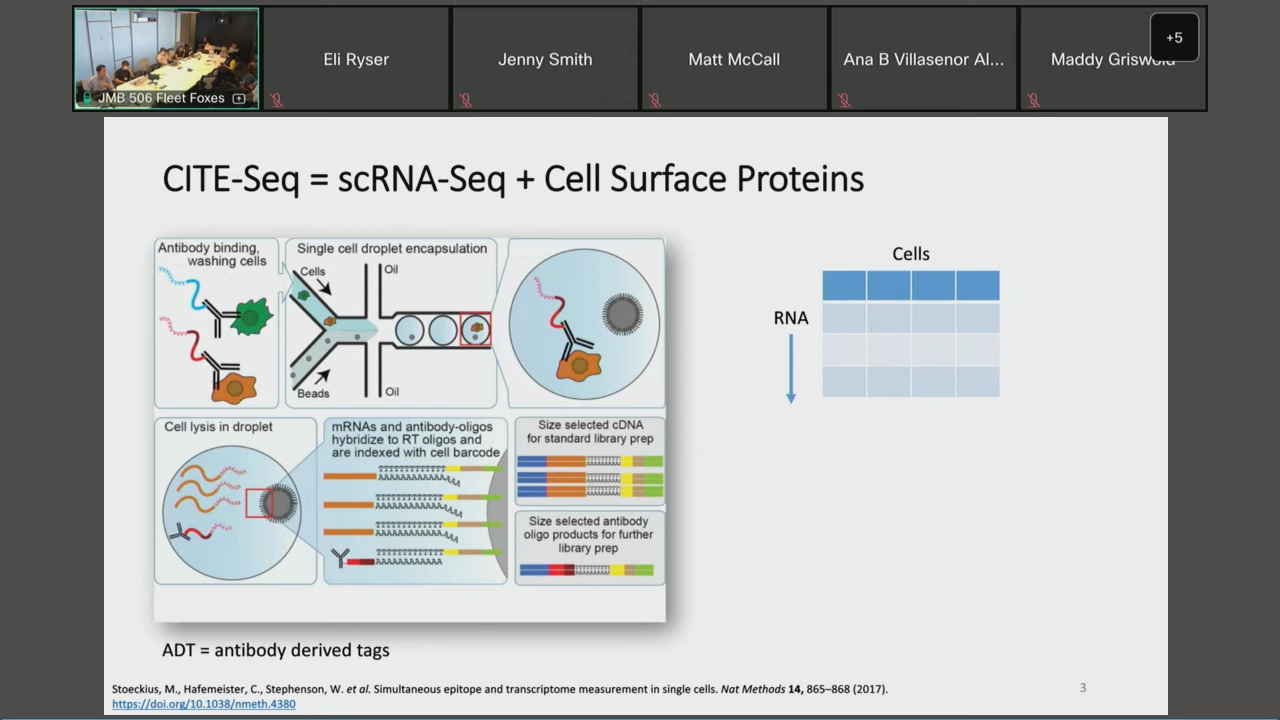 +5
Eli Ryser
Jenny Smith
Matt McCall
Ana B Villasenor Al...
Maddy Griswold
JMB 506 Fleet Foxes
CITE-Seq = scRNA-Seq + Cell Surface Proteins
Antibody binding,
washing cells
Single cell droplet encapsulation
Cells
Oil
Beads
Oil
Cell lysis in droplet
mRNAs and antibody-oligos
hybridize to RT oligos and
are indexed with cell barcode
Size selected cDNA
for standard library prep
Size selected antibody
oligo products for further
library prep
Cells
RNA
ADT = antibody derived tags
Stoeckius, M., Hafemeister, C., Stephenson, W. et al. Simultaneous epitope and transcriptome measurement in single cells. Nat Methods 14, 865–868 (2017).
https://doi.org/10.1038/nmeth.4380
3